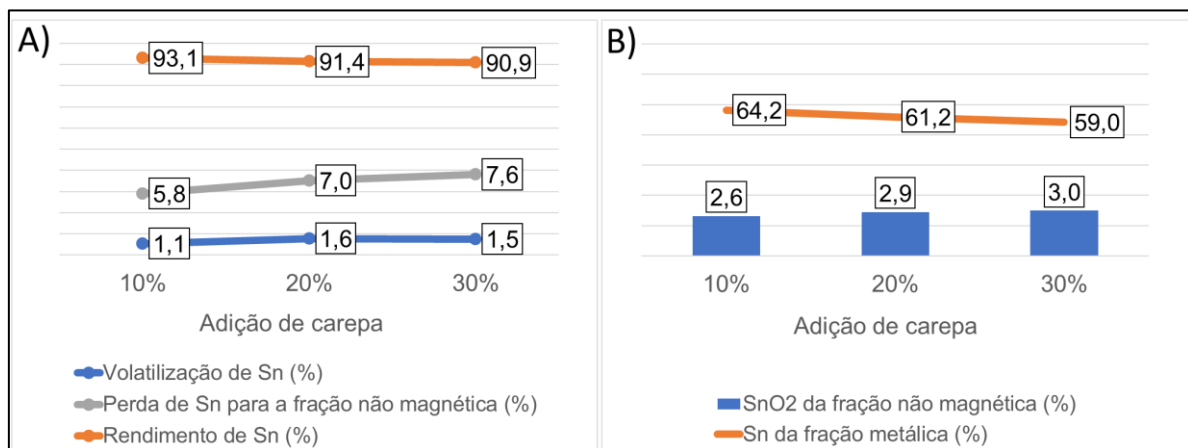 A)
93,1 91,4 90,9
5,8 7,0 7,6
1,1 1,6 1,5
10% 20% 30%
Adição de carepa
Volatilização de Sn (%)
Perda de Sn para a fração não magnética (%)
Rendimento de Sn (%)
B)
64,2 61,2 59,0
2,6 2,9 3,0
10% 20% 30%
Adição de carepa
SnO2 da fração não magnética (%)
Sn da fração metálica (%)